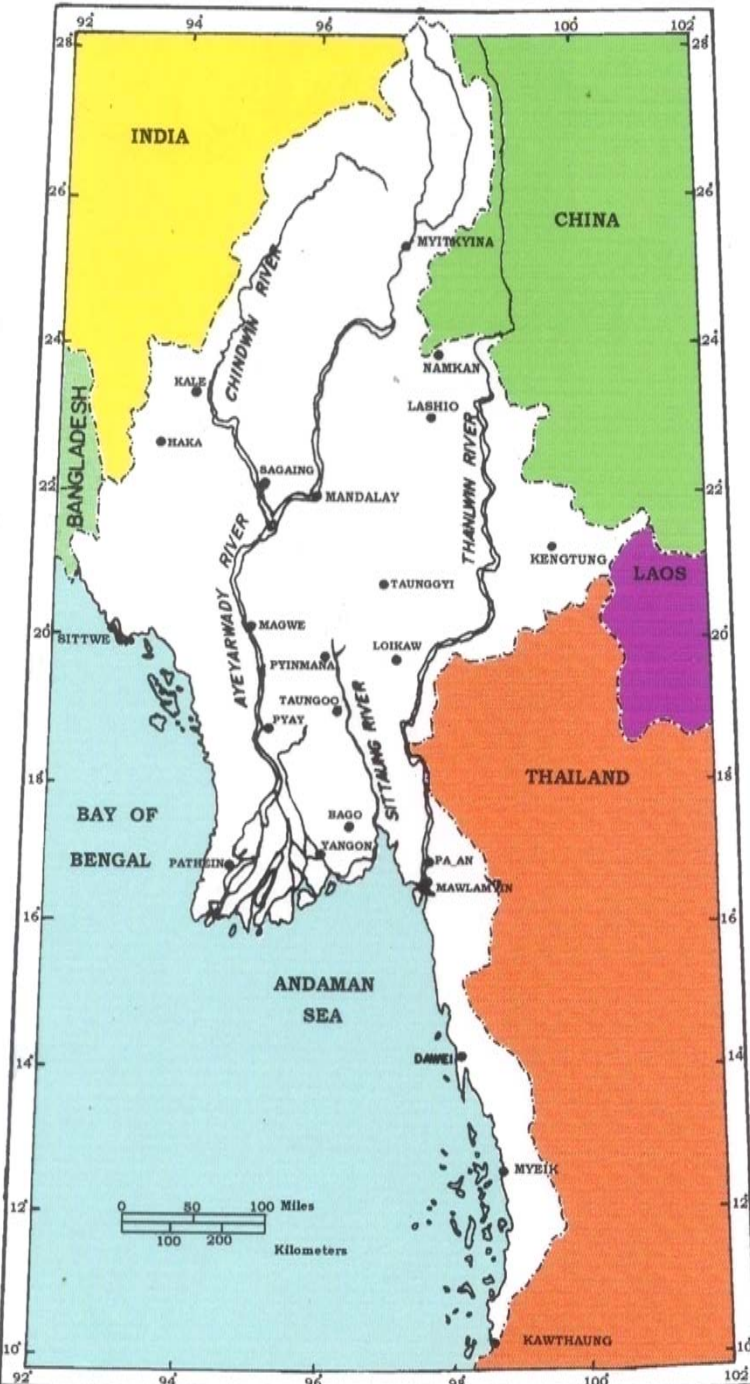 92 94 96 100° 102°
28° 28°
INDIA
26° 26°
CHINA
MYITKYINA
CHINDWIN RIVER
24° 24°
NAMKAN
KALE
LASHIO
BANGLADESH
HAKA
THANLWIN RIVER
SAGAING
22° 22°
MANDALAY
KENGTUNG
LAOS
TAUNGGYI
AYEYARWADY RIVER
MAGWE
20° 20°
SITTWE
LOIKAW
PYINMANA
TAUNGOO
SITTAUNG RIVER
PYAY
18° 18°
THAILAND
BAY OF
BENGAL
BAGO
YANGON
PATHEIN
PA_AN
MAWLAMYIN
16° 16°
ANDAMAN
SEA
14° 14°
DAWEI
MYEIK
12° 12°
0 50 100 Miles
100 200
Kilometers
KAWTHAUNG
10° 10
92° 94 96 98 100 102